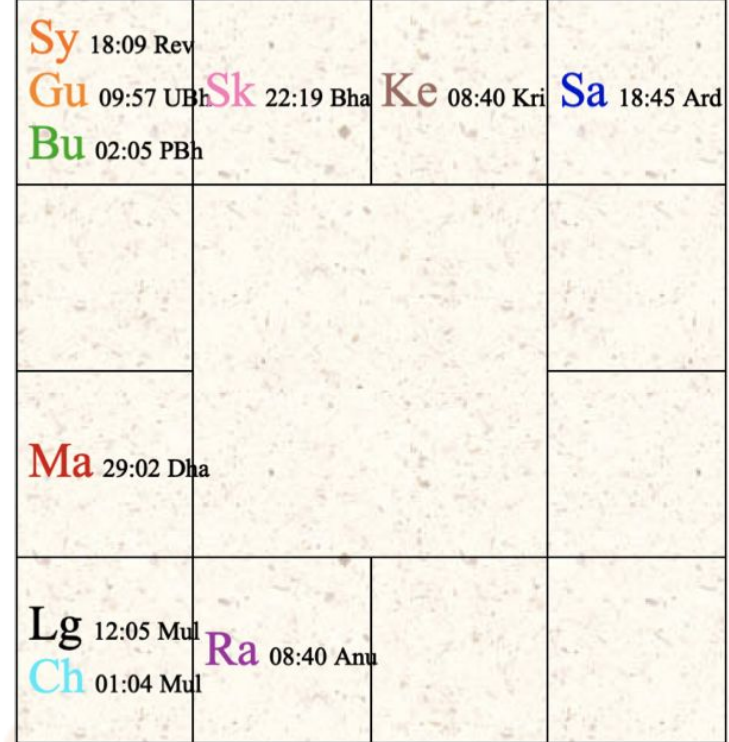 Sy 18:09 Rev
Gu 09:57 UBh
Bu 02:05 PBh
Sk 22:19 Bha
Ke 08:40 Kri
Sa 18:45 Ard
Ma 29:02 Dha
Lg 12:05 Mul
Ch 01:04 Mul
Ra 08:40 Anu